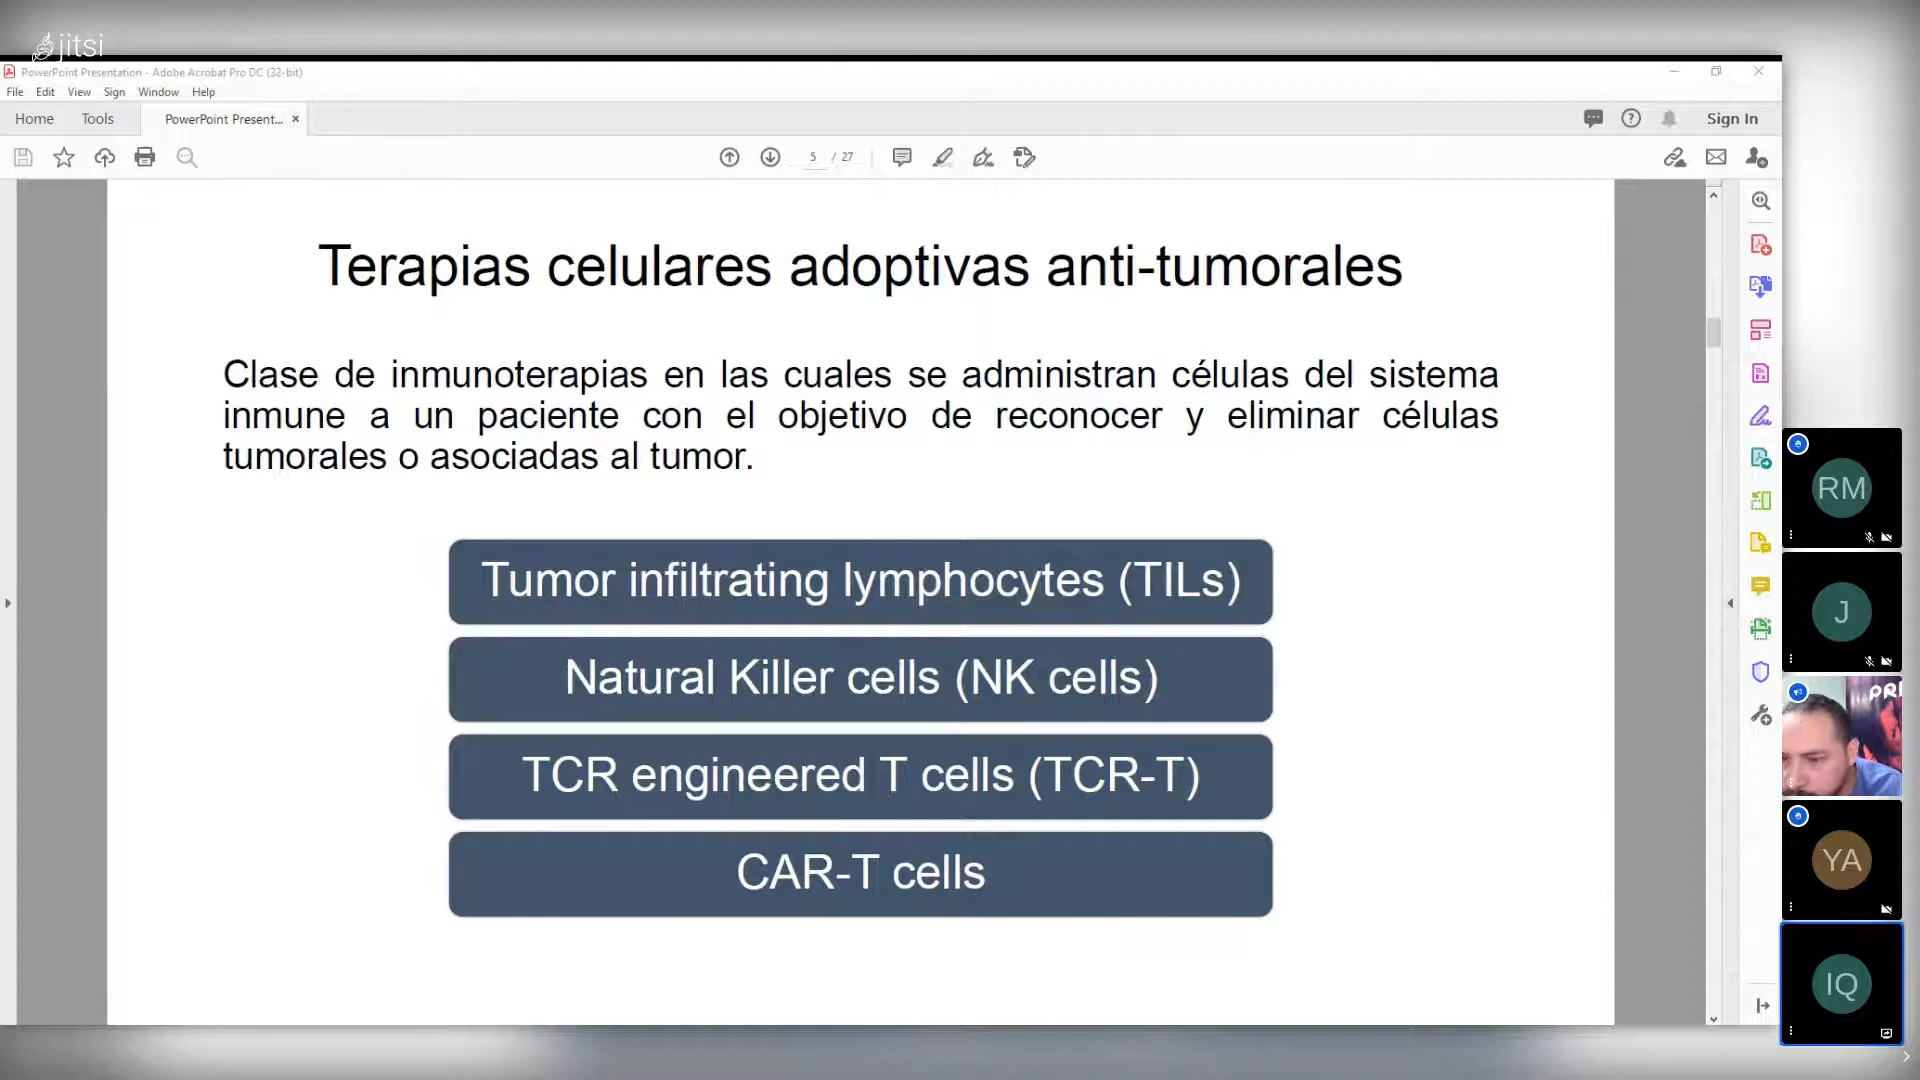 jitsi
PowerPoint Presentation - Adobe Acrobat Pro DC (32-bit)
File Edit View Sign Window Help
Home Tools PowerPoint Present... × Sign In
5 / 27
Terapias celulares adoptivas anti-tumorales
Clase de inmunoterapias en las cuales se administran células del sistema
inmune a un paciente con el objetivo de reconocer y eliminar células
tumorales o asociadas al tumor.
Tumor infiltrating lymphocytes (TILs)
Natural Killer cells (NK cells)
TCR engineered T cells (TCR-T)
CAR-T cells
RM
J
PRI
YA
IQ